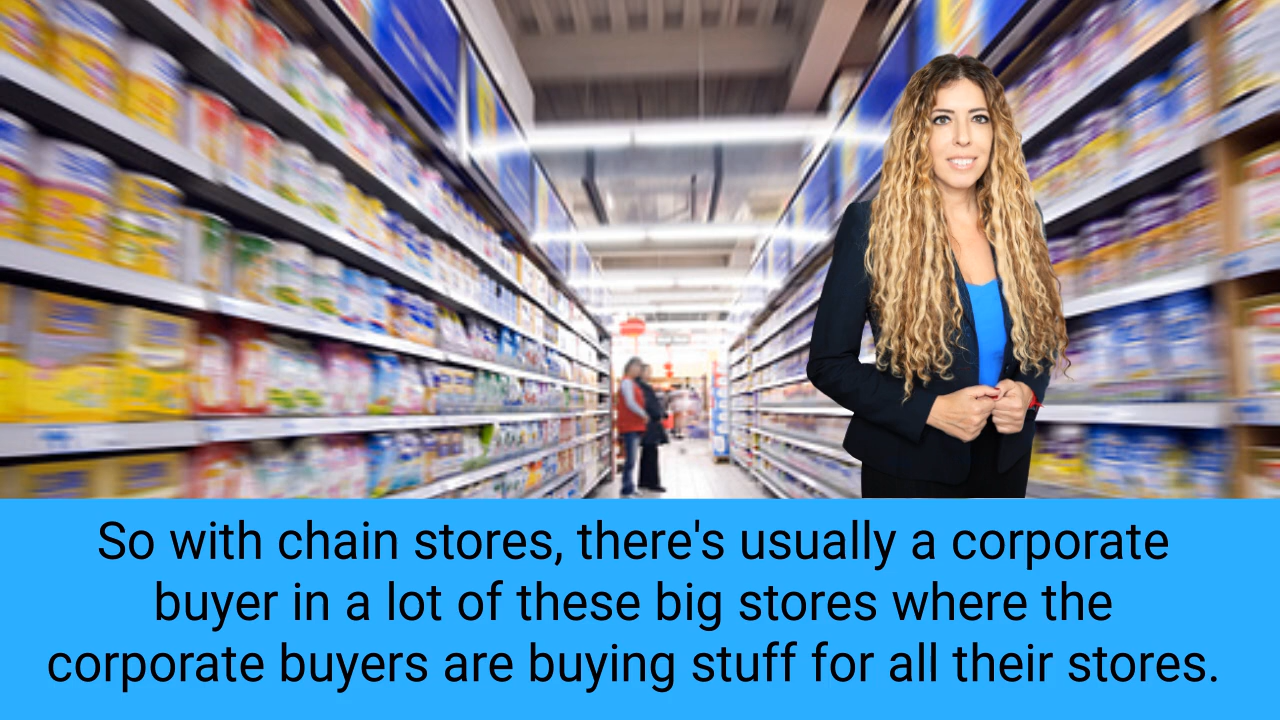 So with chain stores, there's usually a corporate
buyer in a lot of these big stores where the
corporate buyers are buying stuff for all their stores.